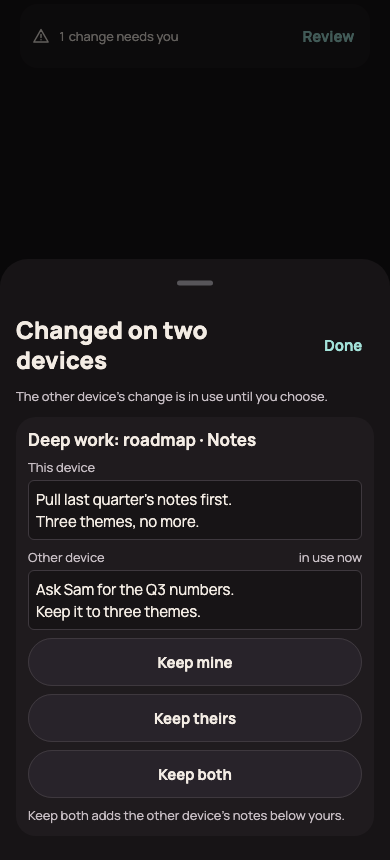 1 change needs you
Review
Changed on two
devices
Done
The other device's change is in use until you choose.
Deep work: roadmap · Notes
This device
Pull last quarter's notes first.
Three themes, no more.
Other device
in use now
Ask Sam for the Q3 numbers.
Keep it to three themes.
Keep mine
Keep theirs
Keep both
Keep both adds the other device's notes below yours.